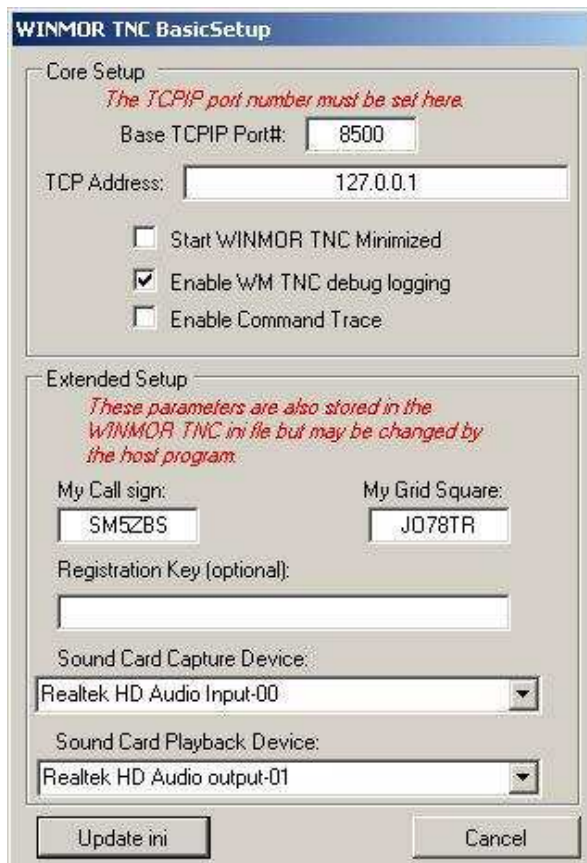 WINMOR TNC BasicSetup
Core Setup
The TCPIP port number must be set here.
Base TCPIP Port#: 8500
TCP Address: 127.0.0.1
Start WINMOR TNC Minimized
Enable WM TNC debug logging
Enable Command Trace
Extended Setup
These parameters are also stored in the
WINMOR TNC ini fle but may be changed by
the host program.
My Call sign: My Grid Square:
SM5ZBS JO78TR
Registration Key (optional):
Sound Card Capture Device:
Realtek HD Audio Input-00
Sound Card Playback Device:
Realtek HD Audio output-01
Update ini Cancel